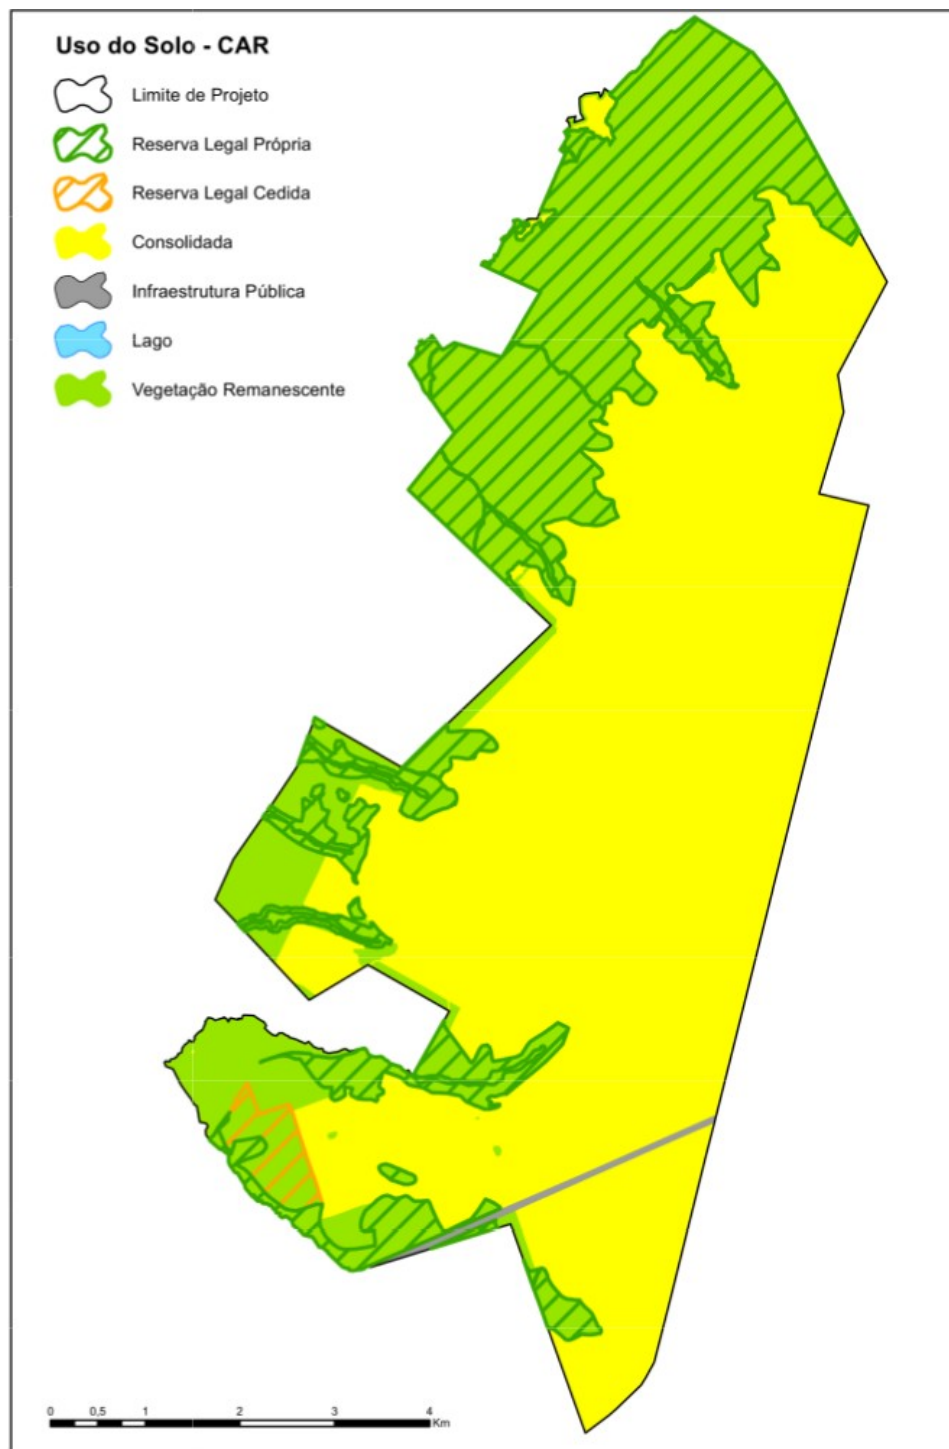 Uso do Solo - CAR
Limite de Projeto
Reserva Legal Própria
Reserva Legal Cedida
Consolidada
Infraestrutura Pública
Lago
Vegetação Remanescente
0 0,5 1 2 3 4
Km